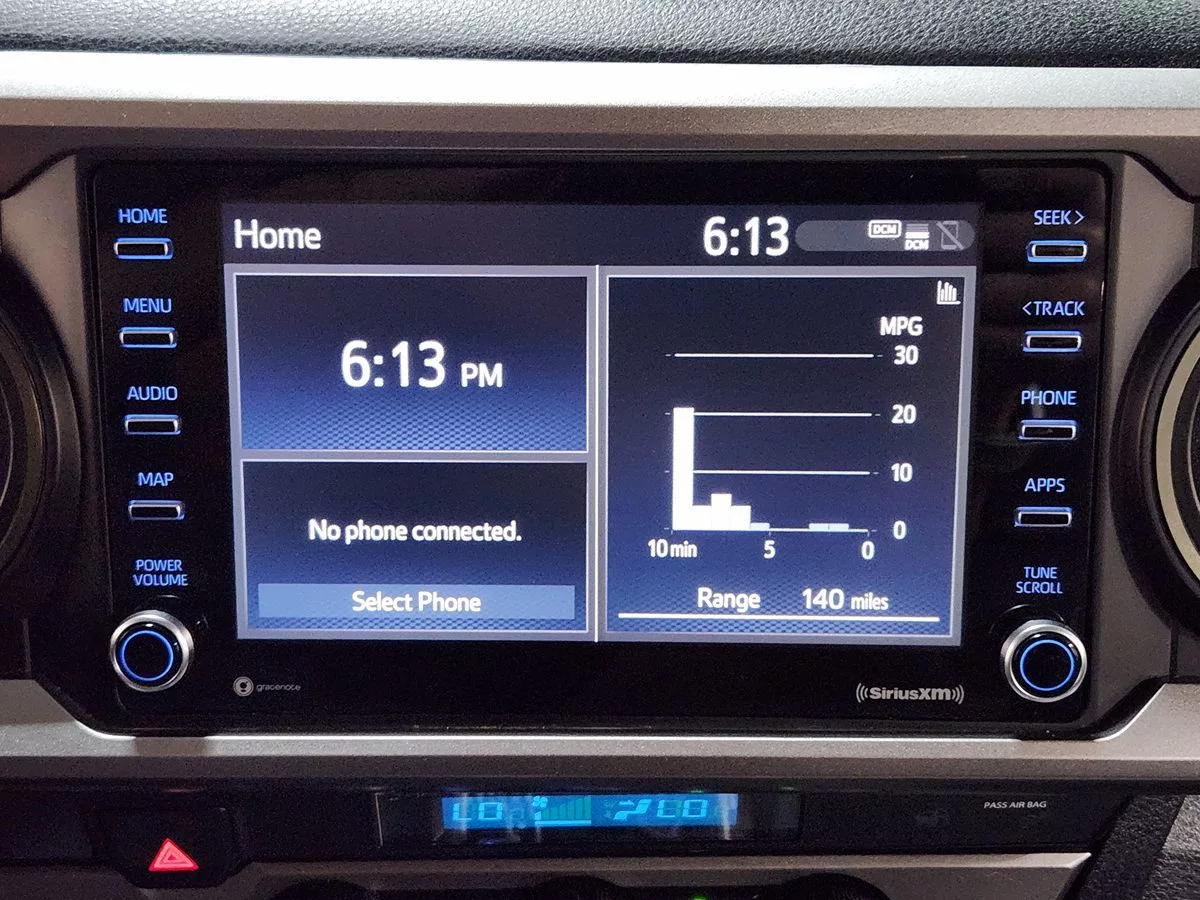 HOME
MENU
AUDIO
MAP
POWER
VOLUME
Home
6:13
DCM
DCM
6:13 PM
No phone connected.
Select Phone
MPG
30
20
10
0
10 min 5 0
Range 140 miles
SEEK>
<TRACK
PHONE
APPS
TUNE
SCROLL
gracenote
((SiriusXM))
LO LO
PASS AIR BAG